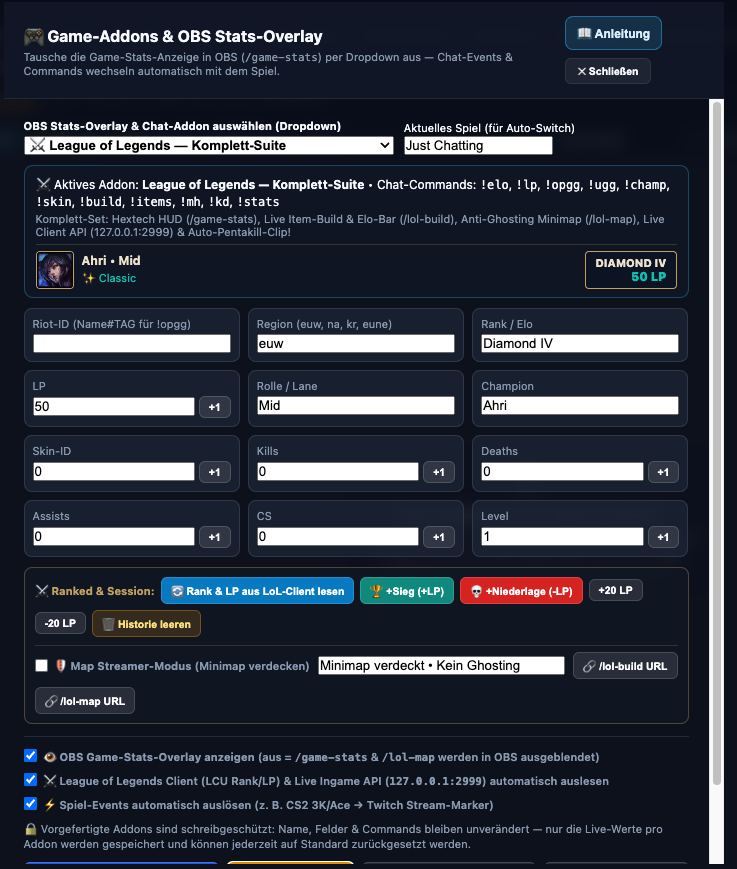 🎮 Game-Addons & OBS Stats-Overlay
📖 Anleitung
Tausche die Game-Stats-Anzeige in OBS (/game-stats) per Dropdown aus — Chat-Events &
Commands wechseln automatisch mit dem Spiel.
✕ Schließen
OBS Stats-Overlay & Chat-Addon auswählen (Dropdown)
Aktuelles Spiel (für Auto-Switch)
⚔️ League of Legends — Komplett-Suite
Just Chatting
⚔️ Aktives Addon: League of Legends — Komplett-Suite • Chat-Commands: !elo, !lp, !opgg, !ugg, !champ,
!skin, !build, !items, !mh, !kd, !stats
Komplett-Set: Hextech HUD (/game-stats), Live Item-Build & Elo-Bar (/lol-build), Anti-Ghosting Minimap (/lol-map), Live
Client API (127.0.0.1:2999) & Auto-Pentakill-Clip!
Ahri • Mid
✨ Classic
DIAMOND IV
50 LP
Riot-ID (Name#TAG für !opgg)
Region (euw, na, kr, eune)
euw
Rank / Elo
Diamond IV
LP
50 +1
Rolle / Lane
Mid
Champion
Ahri
Skin-ID
0 +1
Kills
0 +1
Deaths
0 +1
Assists
0 +1
CS
0 +1
Level
1 +1
⚔️ Ranked & Session: 🔄 Rank & LP aus LoL-Client lesen 🏆 +Sieg (+LP) 💀 +Niederlage (-LP) +20 LP
-20 LP 🗑️ Historie leeren
🛡️ Map Streamer-Modus (Minimap verdecken) Minimap verdeckt • Kein Ghosting 🔗 /lol-build URL
🔗 /lol-map URL
👁️ OBS Game-Stats-Overlay anzeigen (aus = /game-stats & /lol-map werden in OBS ausgeblendet)
⚔️ League of Legends Client (LCU Rank/LP) & Live Ingame API (127.0.0.1:2999) automatisch auslesen
⚡ Spiel-Events automatisch auslösen (z. B. CS2 3K/Ace → Twitch Stream-Marker)
🔒 Vorgefertigte Addons sind schreibgeschützt: Name, Felder & Commands bleiben unverändert — nur die Live-Werte pro
Addon werden gespeichert und können jederzeit auf Standard zurückgesetzt werden.